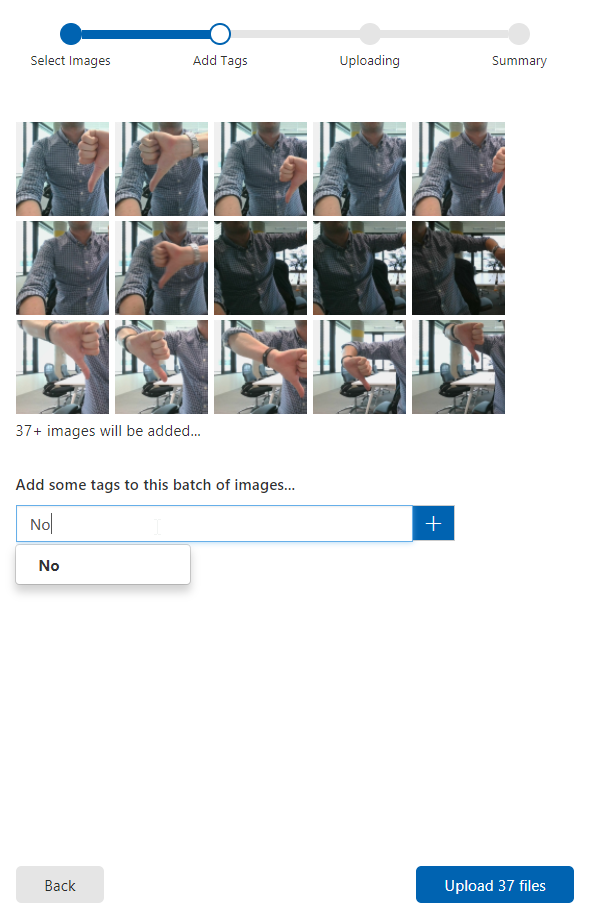 Select Images Add Tags Uploading Summary
37+ images will be added...
Add some tags to this batch of images...
No
No
Back Upload 37 files